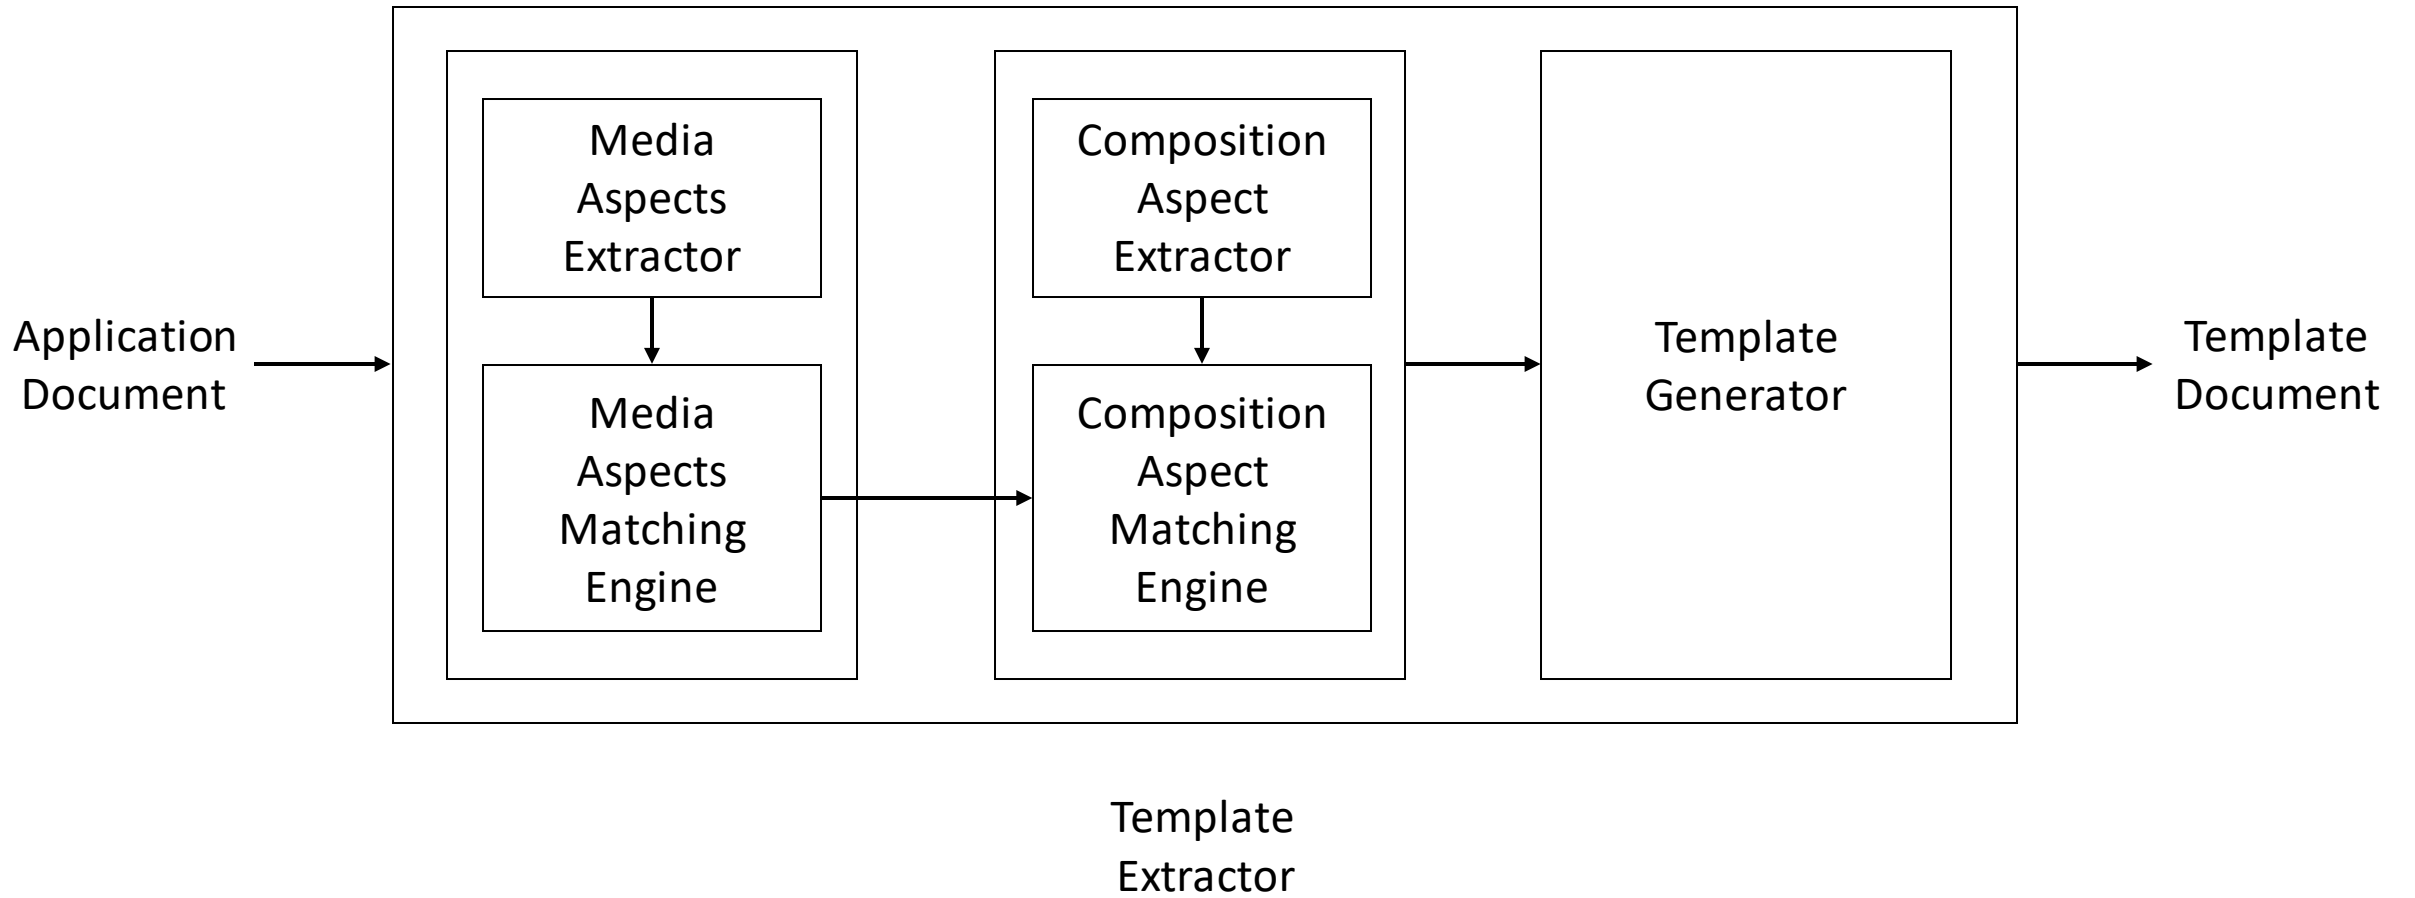 Application
Document
Media
Aspects
Extractor
Media
Aspects
Matching
Engine
Composition
Aspect
Extractor
Composition
Aspect
Matching
Engine
Template
Generator
Template
Document
Template
Extractor